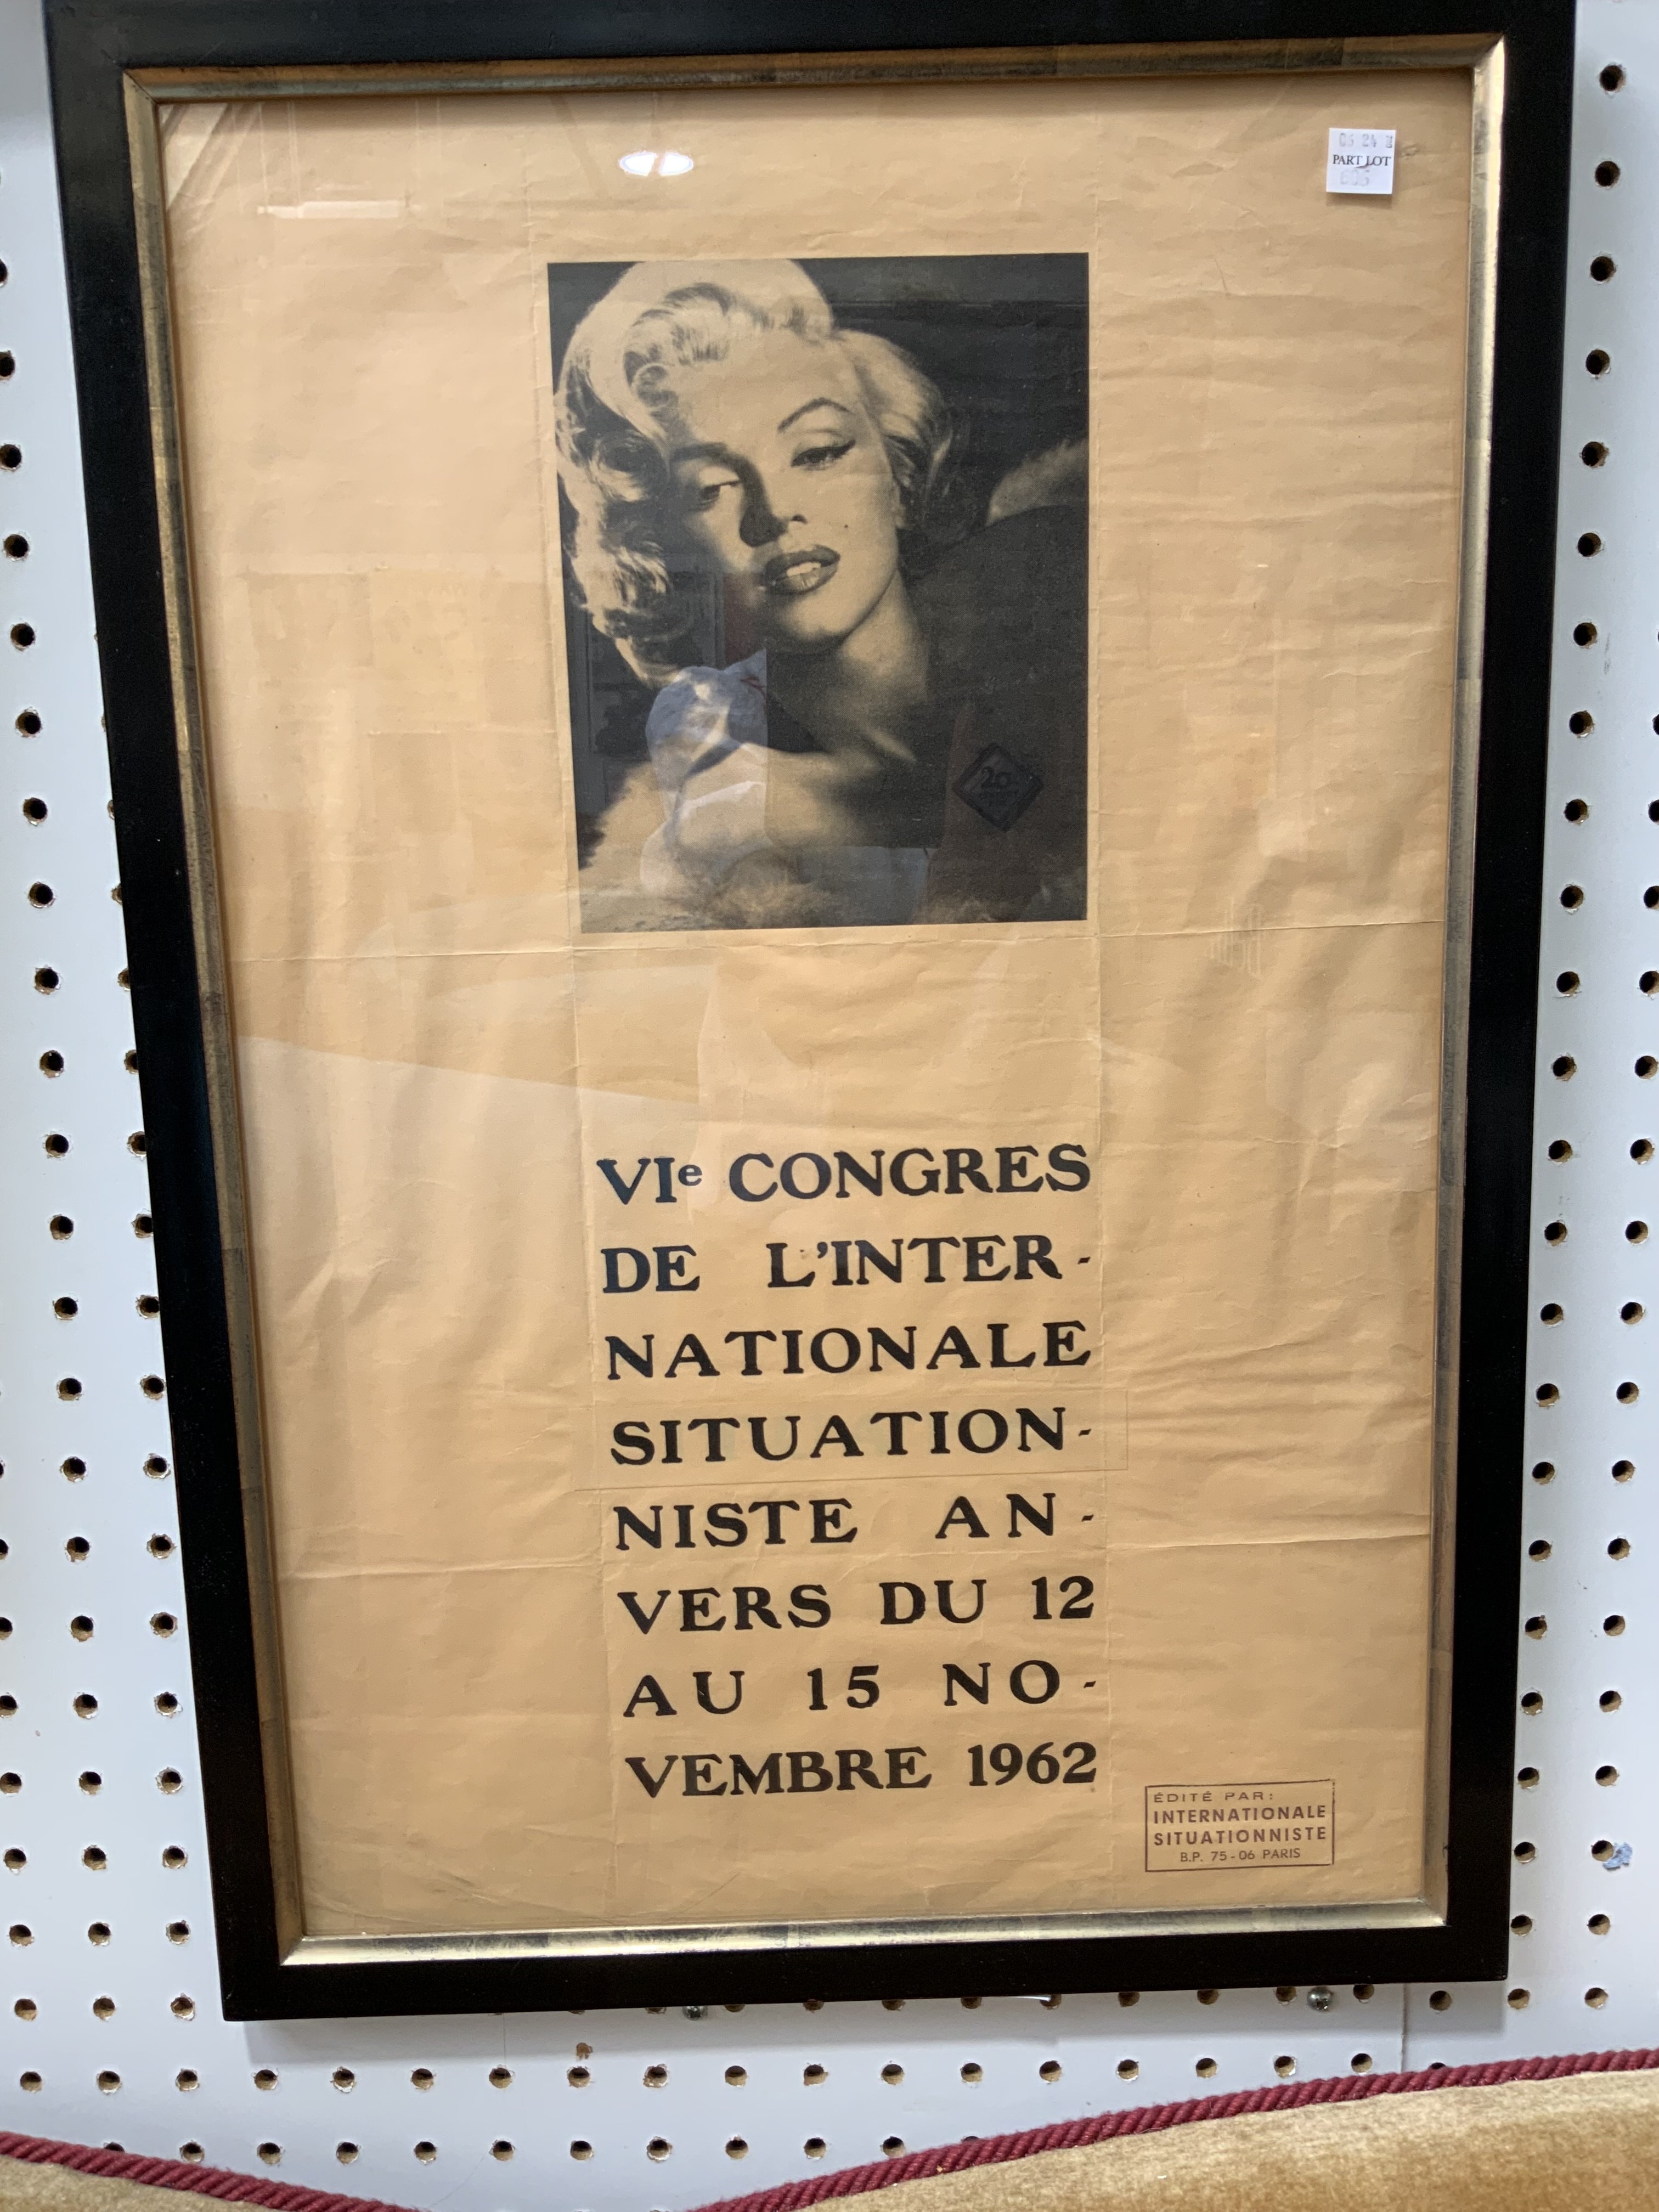 PART LOT
20
VIe CONGRES
DE L'INTER-
NATIONALE
SITUATION-
NISTE AN-
VERS DU 12
AU 15 NO-
VEMBRE 1962
ÉDITÉ PAR:
INTERNATIONALE
SITUATIONNISTE
B.P. 75-06 PARIS